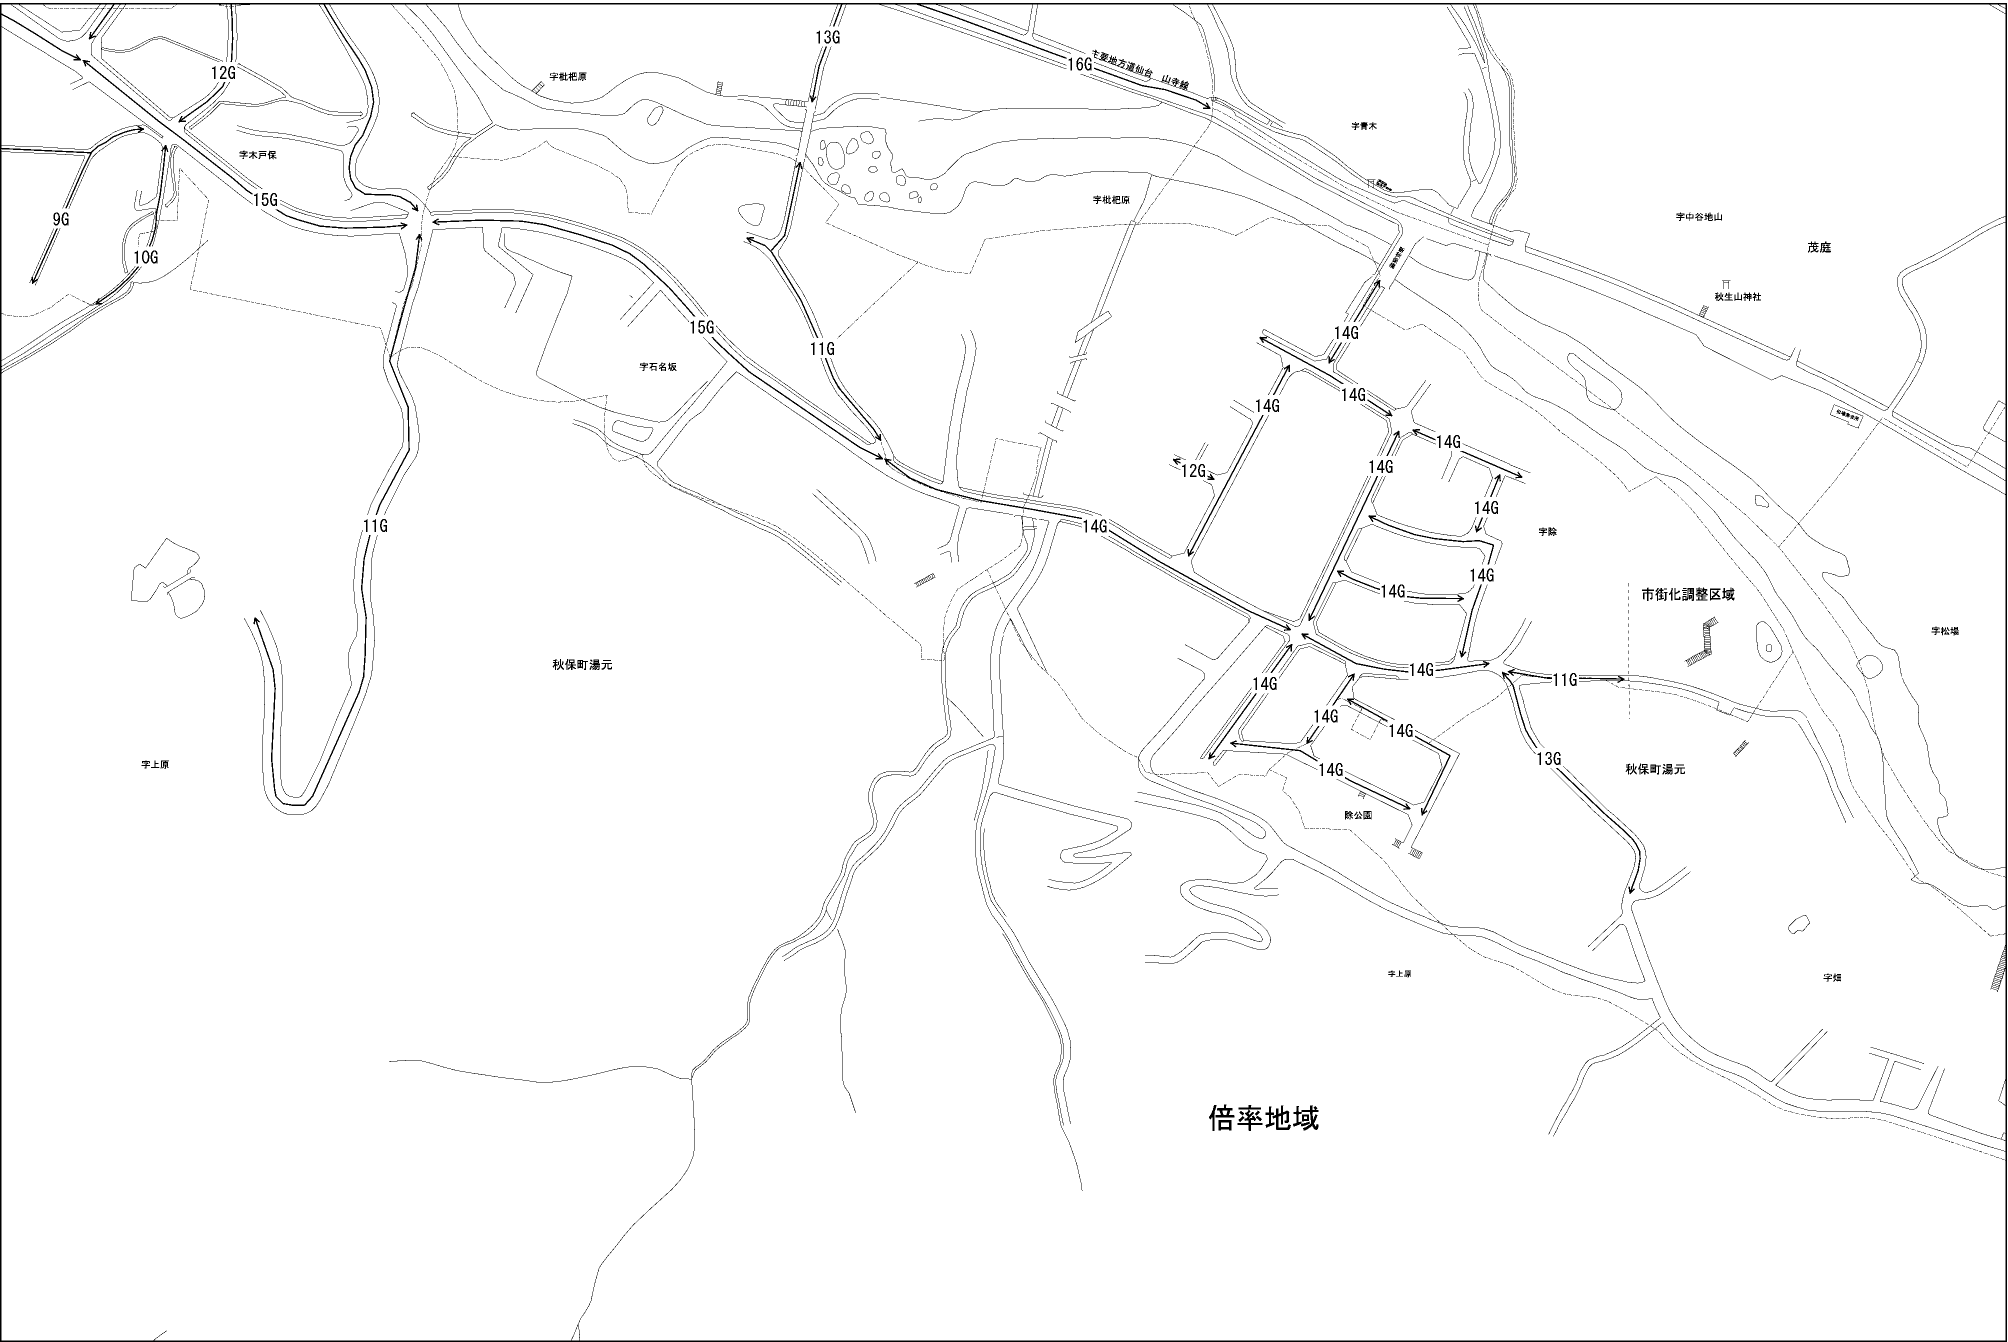 13G
16G
主要地方道仙台　山寺線
12G
字枇杷原
字青木
字木戸保
15G
字枇杷原
9G
字中谷地山
茂庭
10G
秋生山神社
15G
14G
11G
字石名坂
14G
14G
14G
14G
12G
11G
14G
14G
字除
14G
14G
市街化調整区域
字松場
秋保町湯元
14G
11G
14G
14G
14G
13G
字上原
14G
秋保町湯元
除公園
字上原
字畑
倍率地域